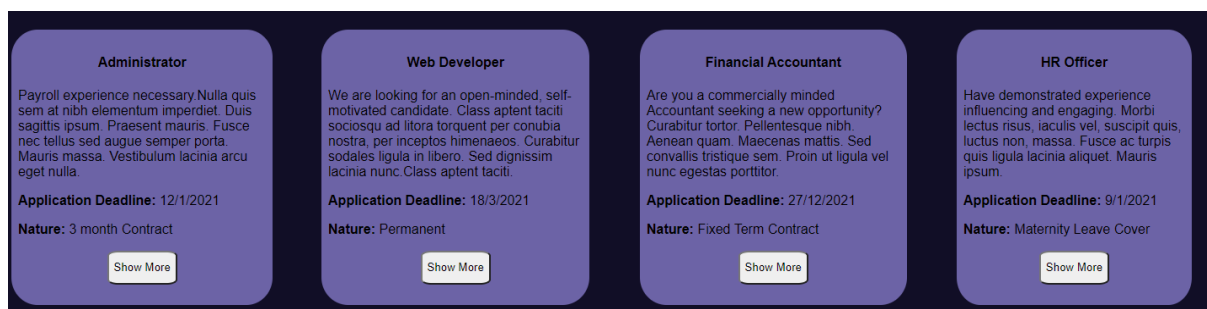 Administrator
Payroll experience necessary.Nulla quis
sem at nibh elementum imperdiet. Duis
sagittis ipsum. Praesent mauris. Fusce
nec tellus sed augue semper porta.
Mauris massa. Vestibulum lacinia arcu
eget nulla.
Application Deadline: 12/1/2021
Nature: 3 month Contract
Show More
Web Developer
We are looking for an open-minded, self-
motivated candidate. Class aptent taciti
sociosqu ad litora torquent per conubia
nostra, per inceptos himenaeos. Curabitur
sodales ligula in libero. Sed dignissim
lacinia nunc.Class aptent taciti.
Application Deadline: 18/3/2021
Nature: Permanent
Show More
Financial Accountant
Are you a commercially minded
Accountant seeking a new opportunity?
Curabitur tortor. Pellentesque nibh.
Aenean quam. Maecenas mattis. Sed
convallis tristique sem. Proin ut ligula vel
nunc egestas porttitor.
Application Deadline: 27/12/2021
Nature: Fixed Term Contract
Show More
HR Officer
Have demonstrated experience
influencing and engaging. Morbi
lectus risus, iaculis vel, suscipit quis,
luctus non, massa. Fusce ac turpis
quis ligula lacinia aliquet. Mauris
ipsum.
Application Deadline: 9/1/2021
Nature: Maternity Leave Cover
Show More